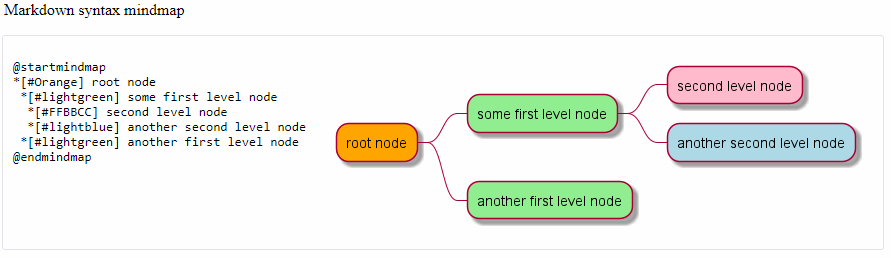 Markdown syntax mindmap
@startmindmap
*[#Orange] root node
 *[#lightgreen] some first level node
  *[#FFBBCC] second level node
  *[#lightblue] another second level node
 *[#lightgreen] another first level node
@endmindmap
root node
some first level node
second level node
another second level node
another first level node